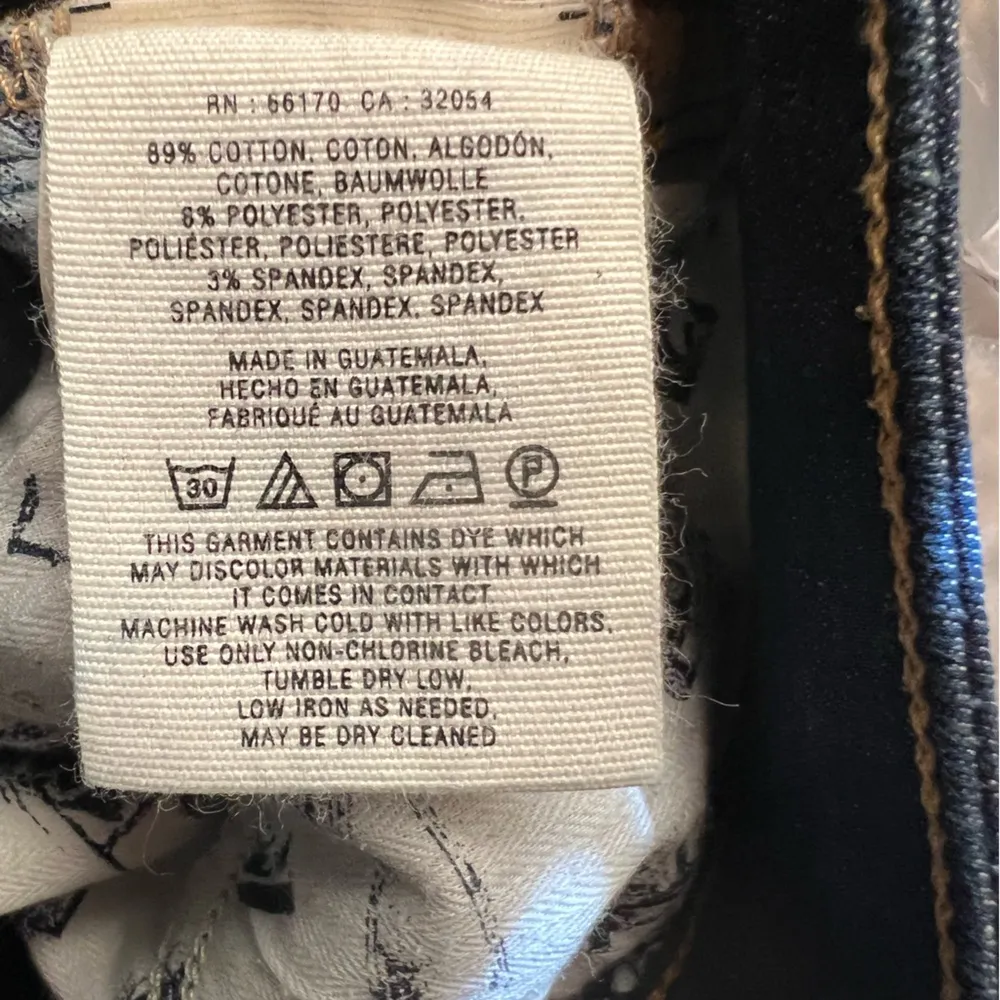 RN : 66170 CA : 32054
89% COTTON, COTON, ALGODÓN,
COTONE, BAUMWOLLE
8% POLYESTER, POLYESTER,
POLIÉSTER, POLIESTERE, POLYESTER
3% SPANDEX, SPANDEX,
SPANDEX, SPANDEX, SPANDEX
MADE IN GUATEMALA,
HECHO EN GUATEMALA,
FABRIQUÉ AU GUATEMALA
30 P
THIS GARMENT CONTAINS DYE WHICH
MAY DISCOLOR MATERIALS WITH WHICH
IT COMES IN CONTACT.
MACHINE WASH COLD WITH LIKE COLORS,
USE ONLY NON-CHLORINE BLEACH,
TUMBLE DRY LOW,
LOW IRON AS NEEDED,
MAY BE DRY CLEANED